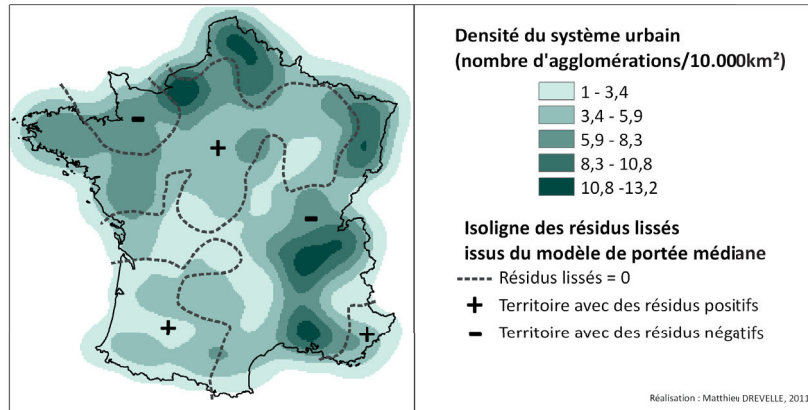 Densité du système urbain
(nombre d'agglomérations/10.000km²)
1 - 3,4
3,4 - 5,9
5,9 - 8,3
8,3 - 10,8
10,8 -13,2
Isoligne des résidus lissés
issus du modèle de portée médiane
Résidus lissés = 0
+ Territoire avec des résidus positifs
- Territoire avec des résidus négatifs
Réalisation : Matthieu DREVELLE, 2011